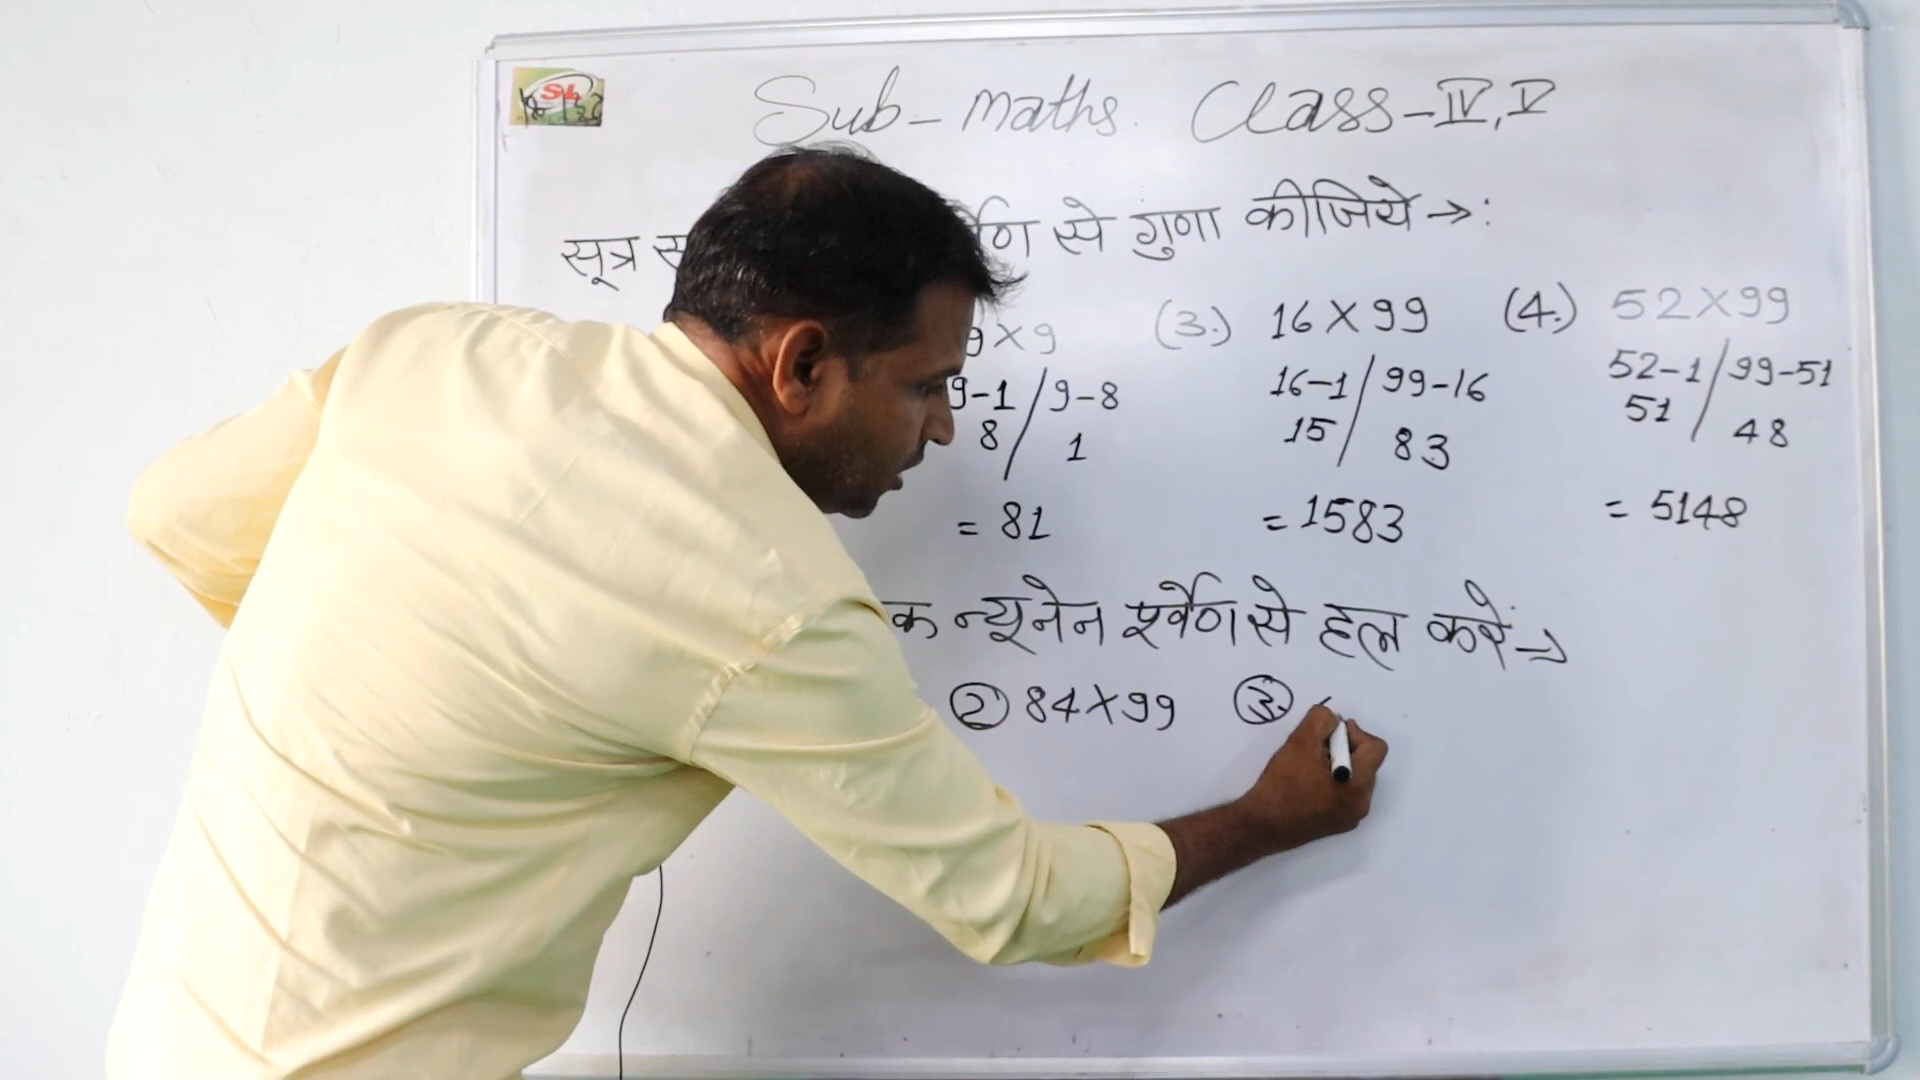 SL
Sub - maths. Class - IV, V
सूत्र से गुणा कीजिये →:
9×9 (3.) 16×99 (4.) 52×99
9-1/9-8 16-1/99-16 52-1/99-51
8/1 15/83 51/48
= 81 = 1583 = 5148
न्यूनेन पूर्वेण से हल करें:→
② 84×99 ③